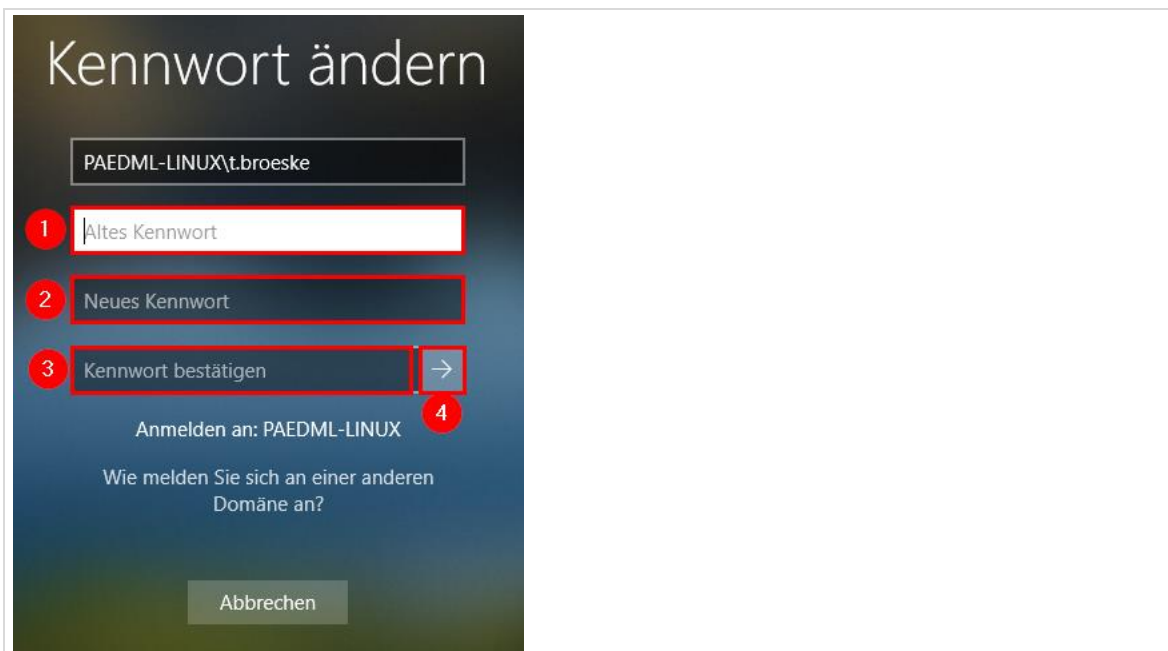 Kennwort ändern
PAEDML-LINUX\t.broeske
1 Altes Kennwort
2 Neues Kennwort
3 Kennwort bestätigen →
4
Anmelden an: PAEDML-LINUX
Wie melden Sie sich an einer anderen
Domäne an?
Abbrechen